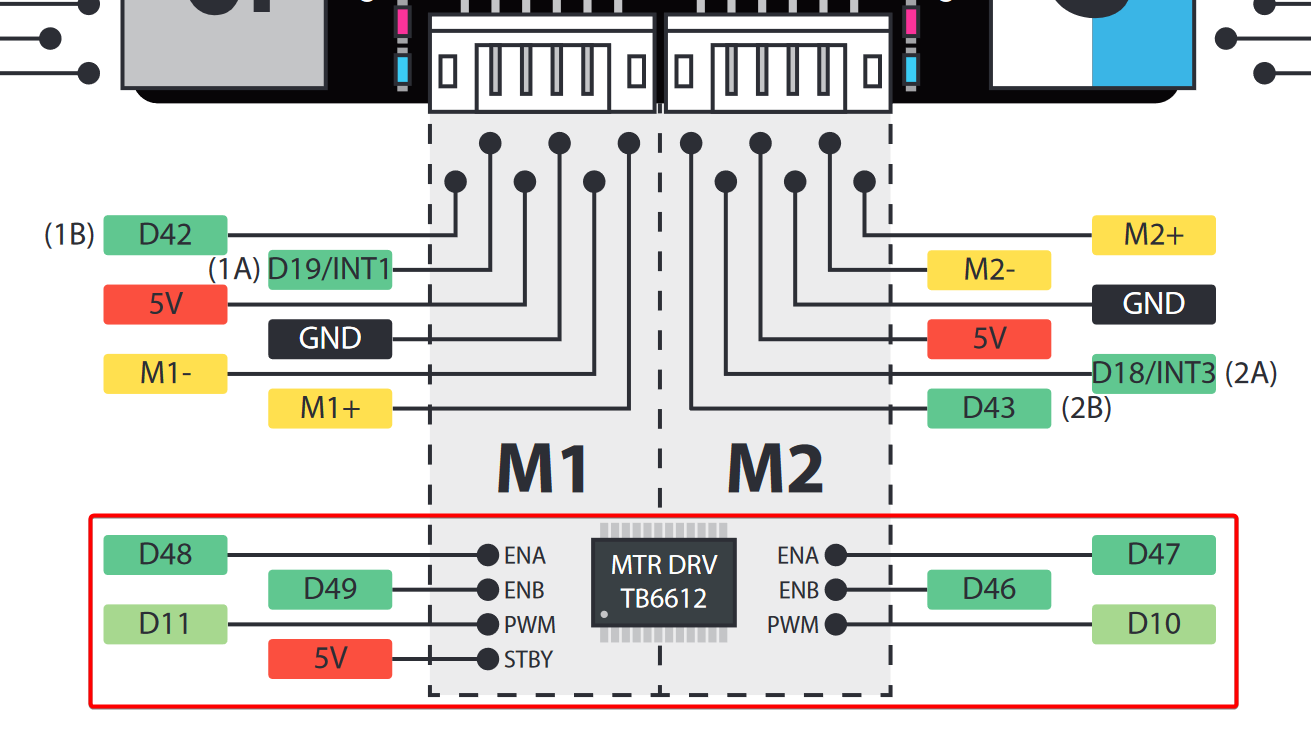 (1B) D42 M2+
(1A) D19/INT1 M2-
5V GND
GND 5V
M1- D18/INT3 (2A)
M1+ D43 (2B)
M1 M2
D48 ENA MTR DRV ENA D47
D49 ENB TB6612 ENB D46
D11 PWM PWM D10
5V STBY